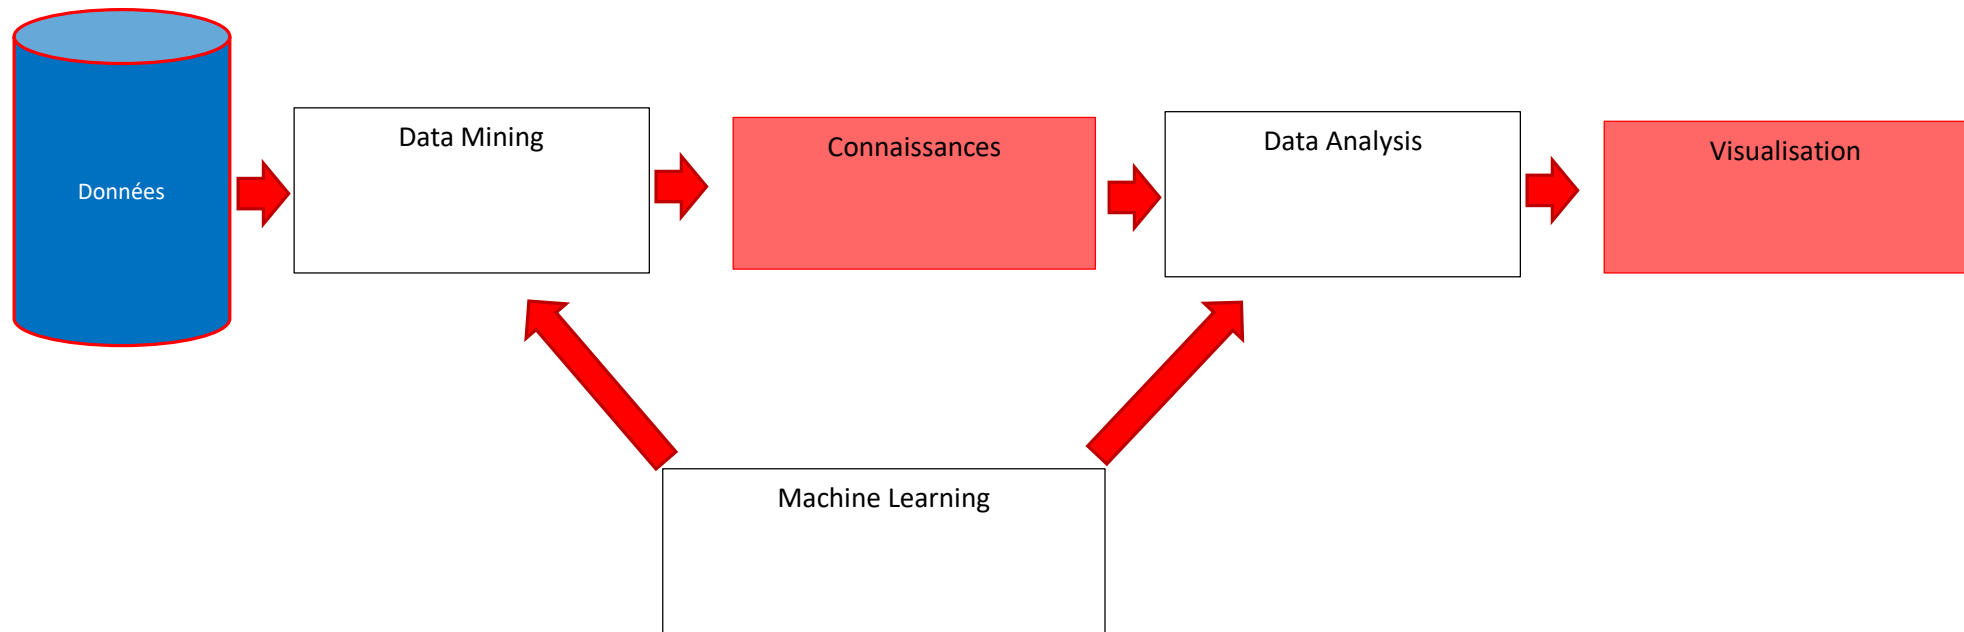 Données
Data Mining
Connaissances
Data Analysis
Visualisation
Machine Learning